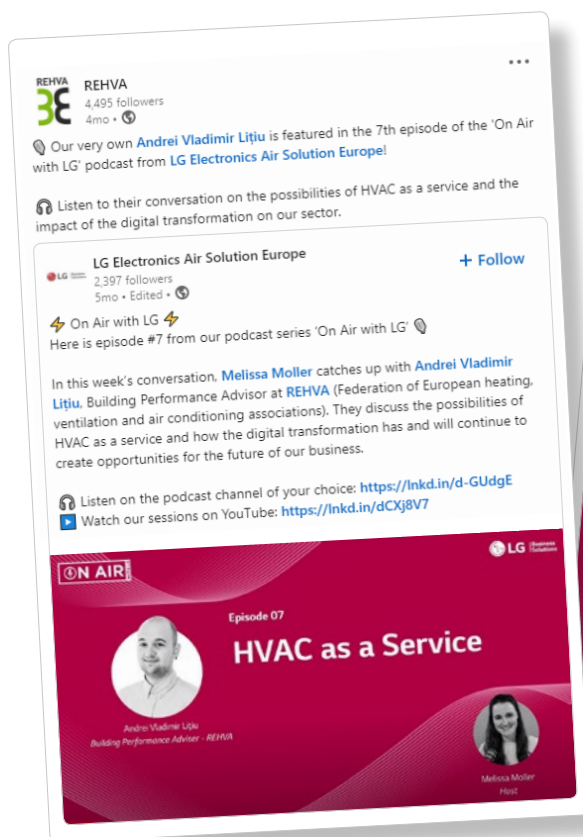 REHVA
REHVA
4,495 followers
4mo •
Our very own Andrei Vladimir Lițiu is featured in the 7th episode of the 'On Air
with LG' podcast from LG Electronics Air Solution Europe!
Listen to their conversation on the possibilities of HVAC as a service and the
impact of the digital transformation on our sector.
LG
LG Electronics Air Solution Europe
2,397 followers
5mo • Edited •
+ Follow
On Air with LG
Here is episode #7 from our podcast series 'On Air with LG'
In this week's conversation, Melissa Moller catches up with Andrei Vladimir
Lițiu, Building Performance Advisor at REHVA (Federation of European heating,
ventilation and air conditioning associations). They discuss the possibilities of
HVAC as a service and how the digital transformation has and will continue to
create opportunities for the future of our business.
Listen on the podcast channel of your choice: https://lnkd.in/d-GUdgE
Watch our sessions on YouTube: https://lnkd.in/dCXj8V7
ON AIR
LG Business
Solutions
Episode 07
HVAC as a Service
Andrei Vladimir Lițiu
Building Performance Adviser - REHVA
Melissa Moller
Host